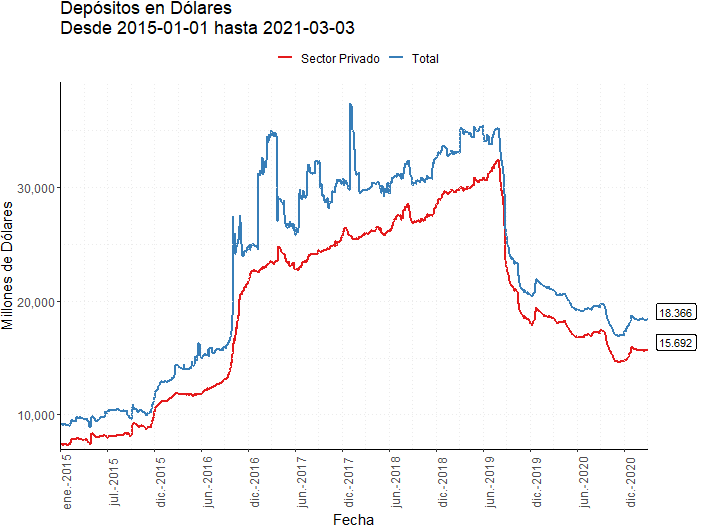 Depósitos en Dólares
Desde 2015-01-01 hasta 2021-03-03
Sector Privado
Total
Millones de Dólares
30,000
20,000
10,000
18.366
15.692
ene.-2015
jul.-2015
dic.-2015
jun.-2016
dic.-2016
jun.-2017
dic.-2017
jun.-2018
dic.-2018
jun.-2019
dic.-2019
jun.-2020
dic.-2020
Fecha